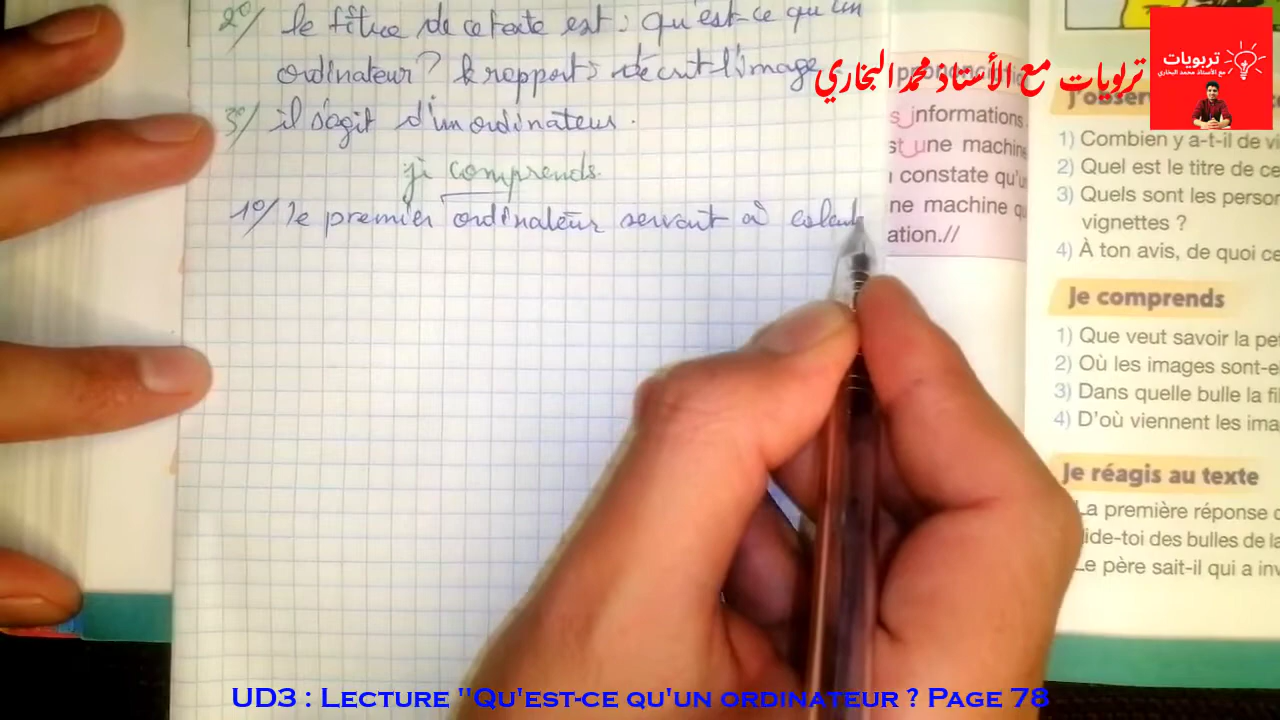 2°/ le titre de ce texte est : qu'est-ce qu'un
ordinateur ? le rapport : décrit l'image
3°/ il s'agit d'un ordinateur.
je comprends.
1°/ le premier ordinateur servant à calcul
تربويات مع الأستاذ محمد البخاري
تربويات
مع الأستاذ محمد البخاري
s informations
st une machine
constate qu'u
ne machine qu
ation.//
J'obser
1) Combien y a-t-il de vi
2) Quel est le titre de ce
3) Quels sont les person
vignettes ?
4) À ton avis, de quoi ce
Je comprends
1) Que veut savoir la pet
2) Où les images sont-e
3) Dans quelle bulle la fil
4) D'où viennent les ima
Je réagis au texte
La première réponse d
ide-toi des bulles de la
Le père sait-il qui a inv
UD3 : Lecture "Qu'est-ce qu'un ordinateur ? Page 78